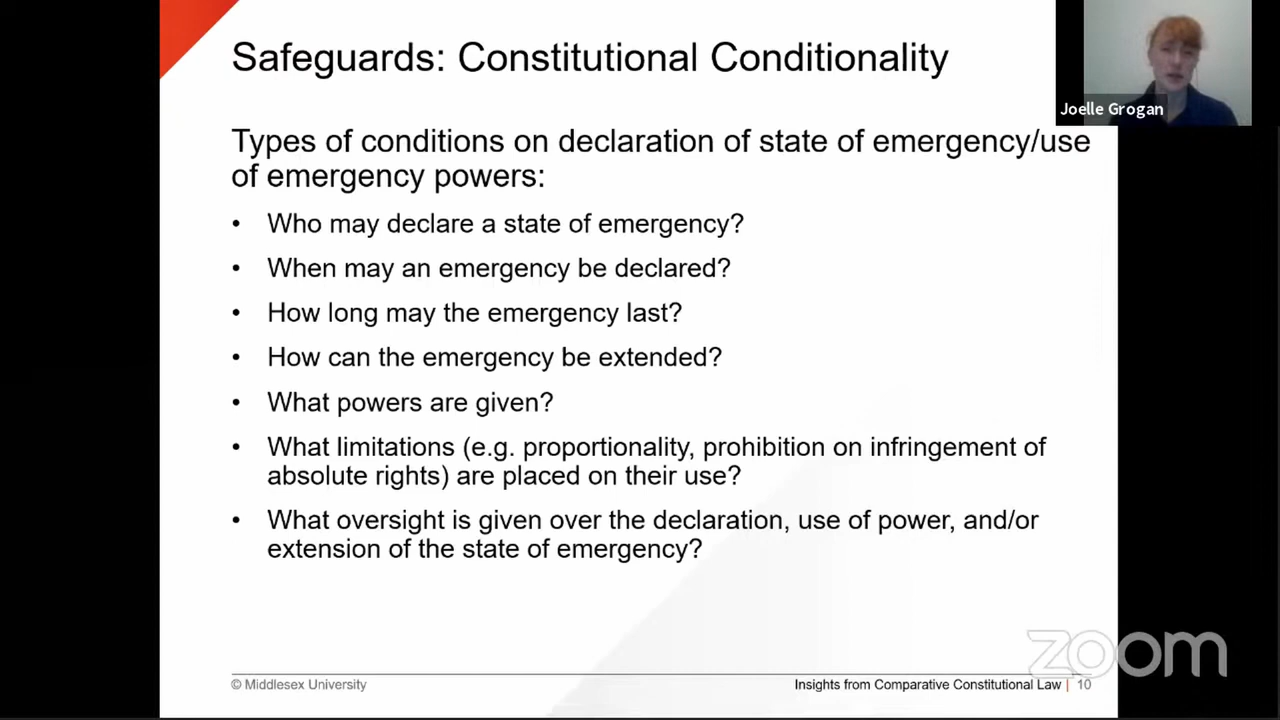 Safeguards: Constitutional Conditionality
Joelle Grogan
Types of conditions on declaration of state of emergency/use
of emergency powers:
• Who may declare a state of emergency?
• When may an emergency be declared?
• How long may the emergency last?
• How can the emergency be extended?
• What powers are given?
• What limitations (e.g. proportionality, prohibition on infringement of
absolute rights) are placed on their use?
• What oversight is given over the declaration, use of power, and/or
extension of the state of emergency?
zoom
© Middlesex University
Insights from Comparative Constitutional Law | 10